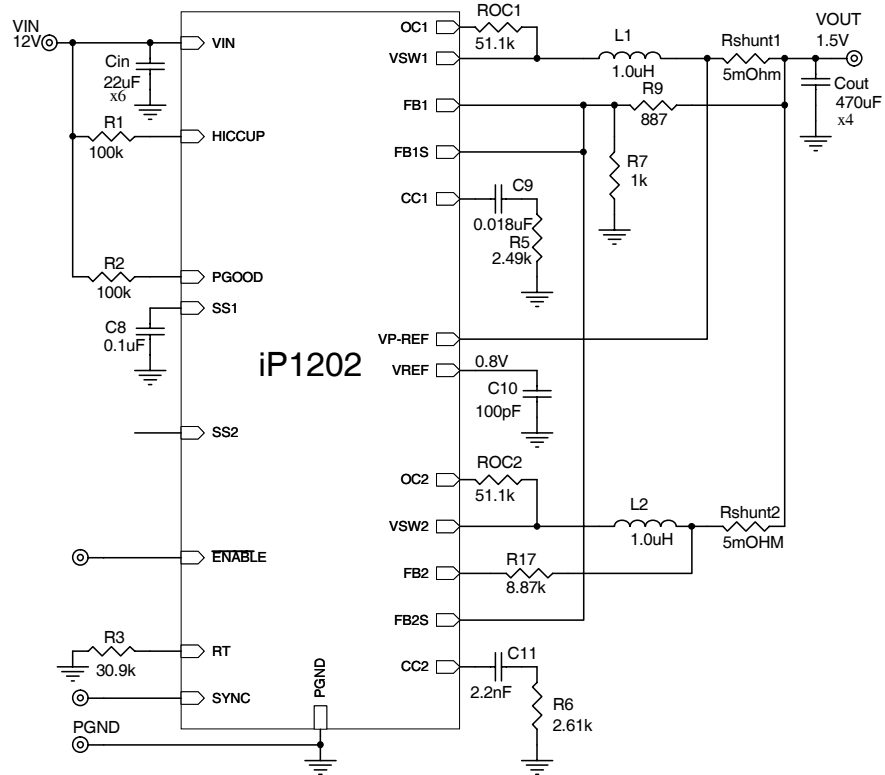 VIN
12V
Cin
22uF
x6
R1
100k
R2
100k
C8
0.1uF
R3
30.9k
PGND
VIN
HICCUP
PGOOD
SS1
SS2
ENABLE
RT
SYNC
PGND
iP1202
OC1
VSW1
FB1
FB1S
CC1
VP-REF
VREF
OC2
VSW2
FB2
FB2S
CC2
ROC1
51.1k
L1
1.0uH
Rshunt1
5mOhm
VOUT
1.5V
Cout
470uF
x4
R9
887
R7
1k
C9
0.018uF
R5
2.49k
0.8V
C10
100pF
ROC2
51.1k
L2
1.0uH
Rshunt2
5mOHM
R17
8.87k
C11
2.2nF
R6
2.61k